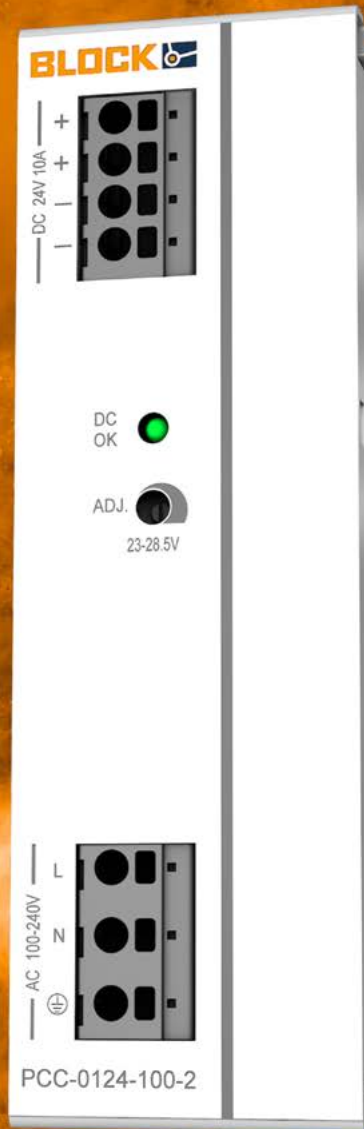 BLOCK
+
+
−
−
DC 24V 10A
DC
OK
ADJ.
23-28.5V
L
N
AC 100-240V
PCC-0124-100-2